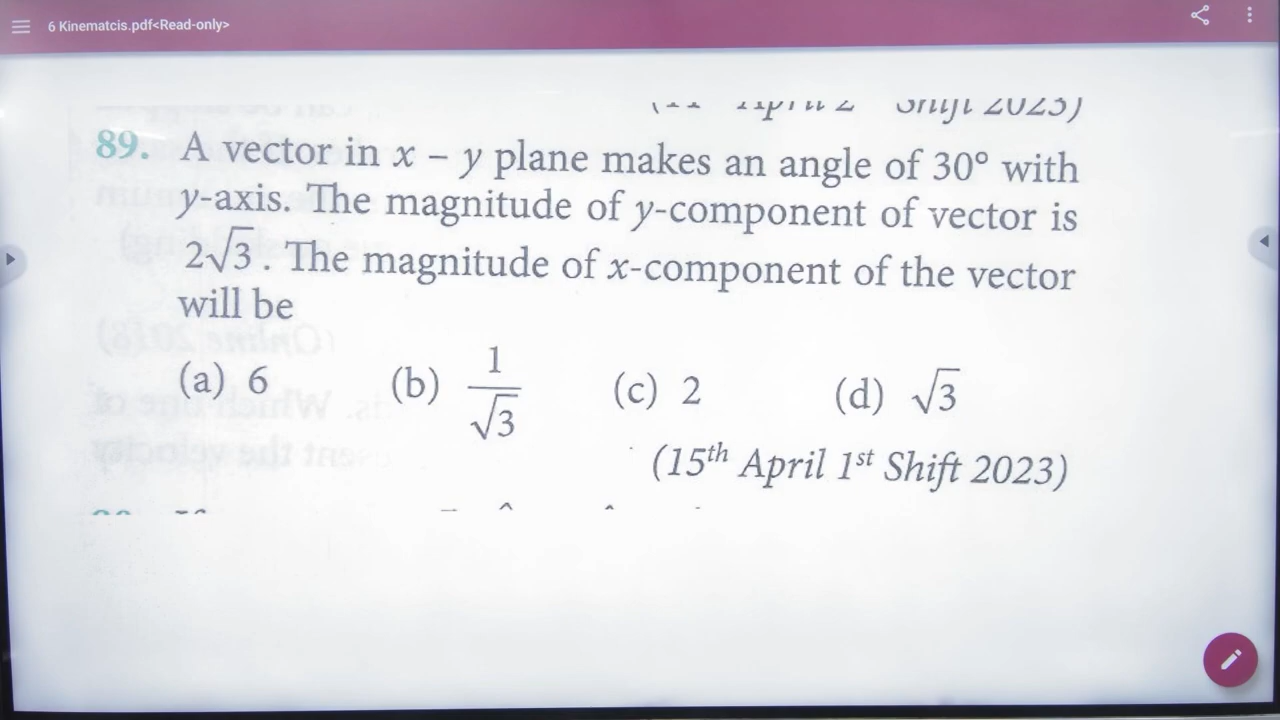 6 Kinematcis.pdf<Read-only>
Shift 2023)
89. A vector in x – y plane makes an angle of 30° with
y-axis. The magnitude of y-component of vector is
2√3. The magnitude of x-component of the vector
will be
(a) 6 (b) 1/√3 (c) 2 (d) √3
(15th April 1st Shift 2023)